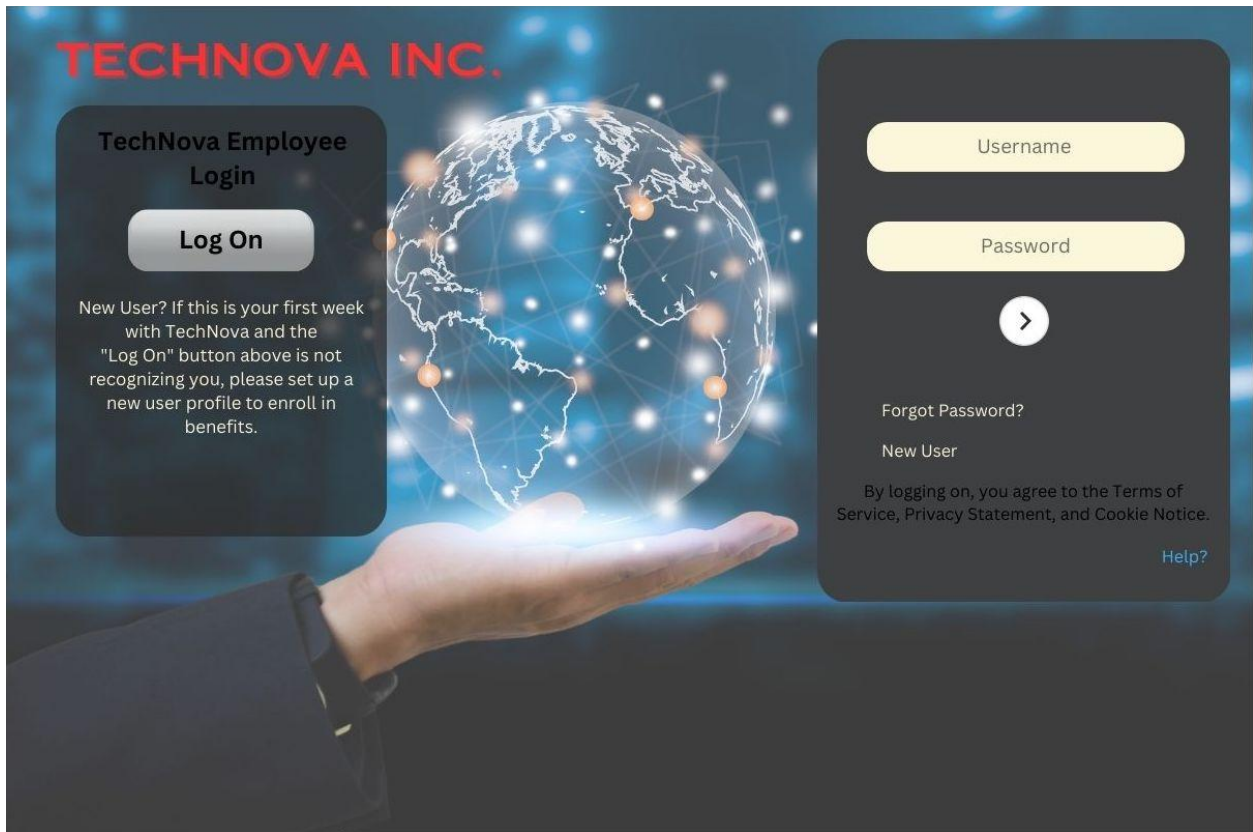 TECHNOVA INC.
TechNova Employee
Login
Log On
New User? If this is your first week
with TechNova and the
"Log On" button above is not
recognizing you, please set up a
new user profile to enroll in
benefits.
Username
Password
Forgot Password?
New User
By logging on, you agree to the Terms of
Service, Privacy Statement, and Cookie Notice.
Help?